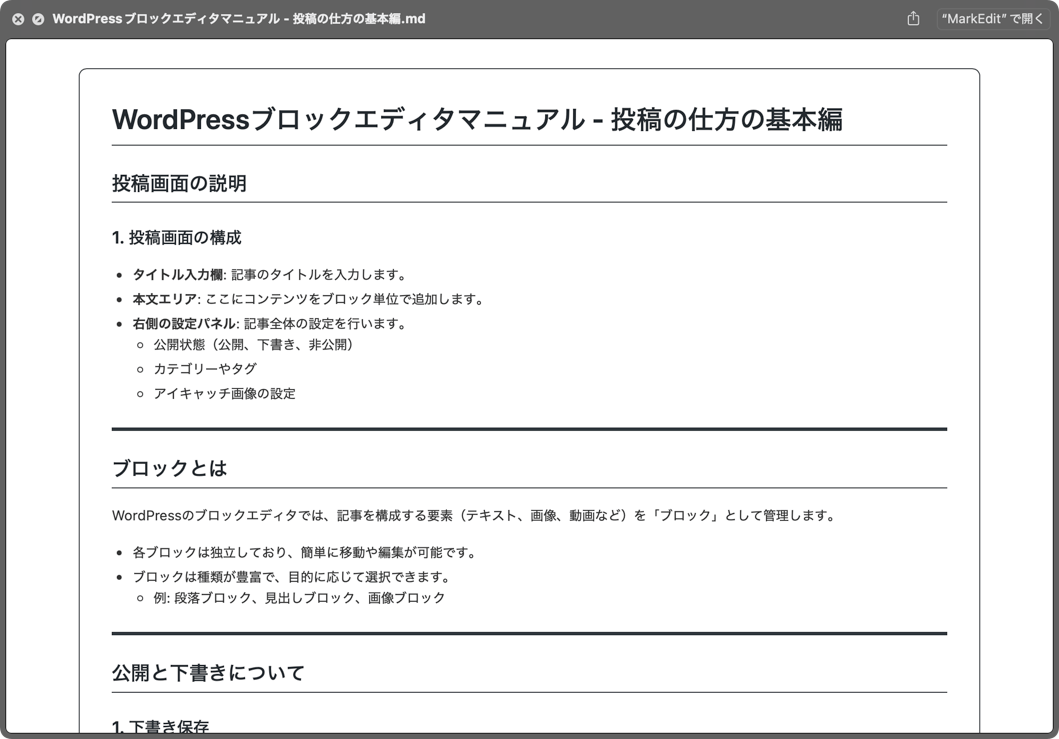 WordPressブロックエディタマニュアル - 投稿の仕方の基本編.md
“MarkEdit” で開く
WordPressブロックエディタマニュアル - 投稿の仕方の基本編
投稿画面の説明
1. 投稿画面の構成
• タイトル入力欄: 記事のタイトルを入力します。
• 本文エリア: ここにコンテンツをブロック単位で追加します。
• 右側の設定パネル: 記事全体の設定を行います。
◦ 公開状態（公開、下書き、非公開）
◦ カテゴリーやタグ
◦ アイキャッチ画像の設定
ブロックとは
WordPressのブロックエディタでは、記事を構成する要素（テキスト、画像、動画など）を「ブロック」として管理します。
• 各ブロックは独立しており、簡単に移動や編集が可能です。
• ブロックは種類が豊富で、目的に応じて選択できます。
◦ 例: 段落ブロック、見出しブロック、画像ブロック
公開と下書きについて
1. 下書き保存